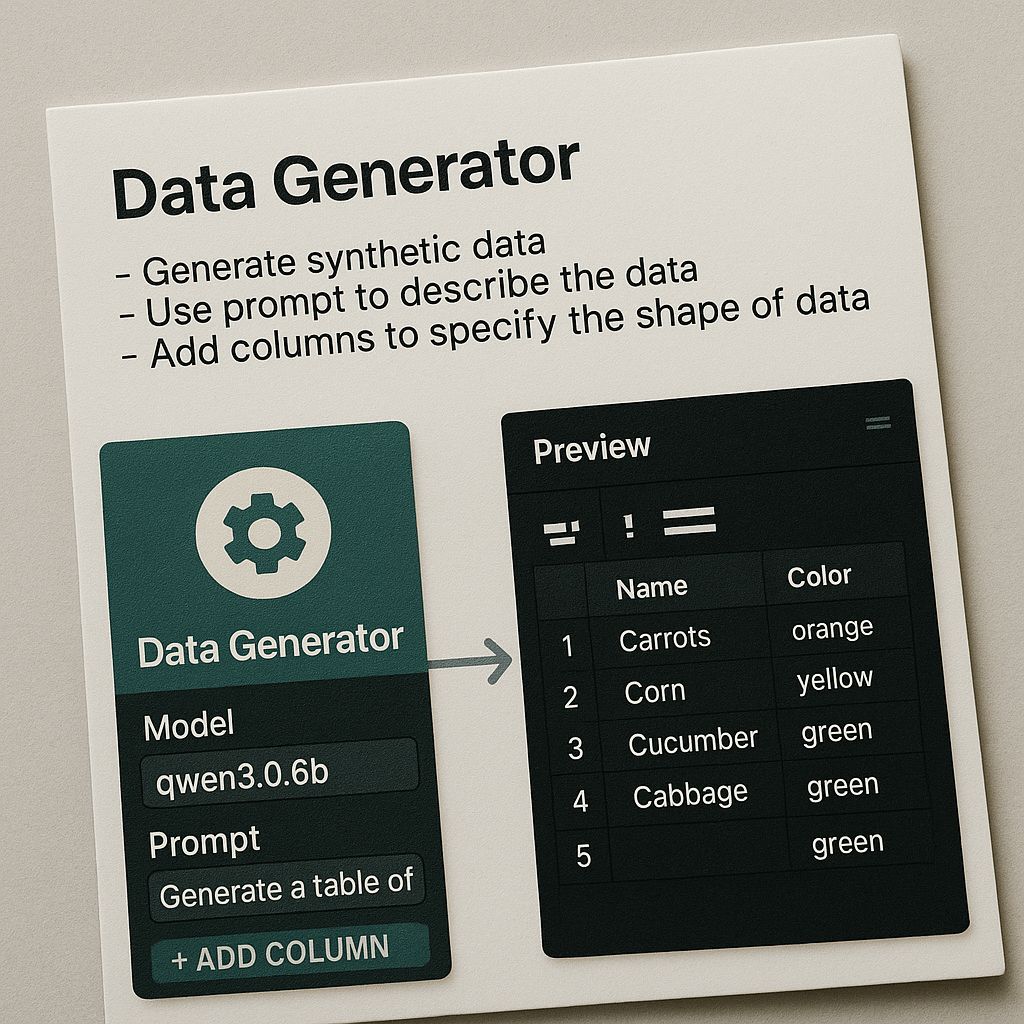 Data Generator
- Generate synthetic data
- Use prompt to describe the data
- Add columns to specify the shape of data
Data Generator
Model
qwen3.0.6b
Prompt
Generate a table of
+ ADD COLUMN
Preview
Name Color
1 Carrots orange
2 Corn yellow
3 Cucumber green
4 Cabbage green
5 green